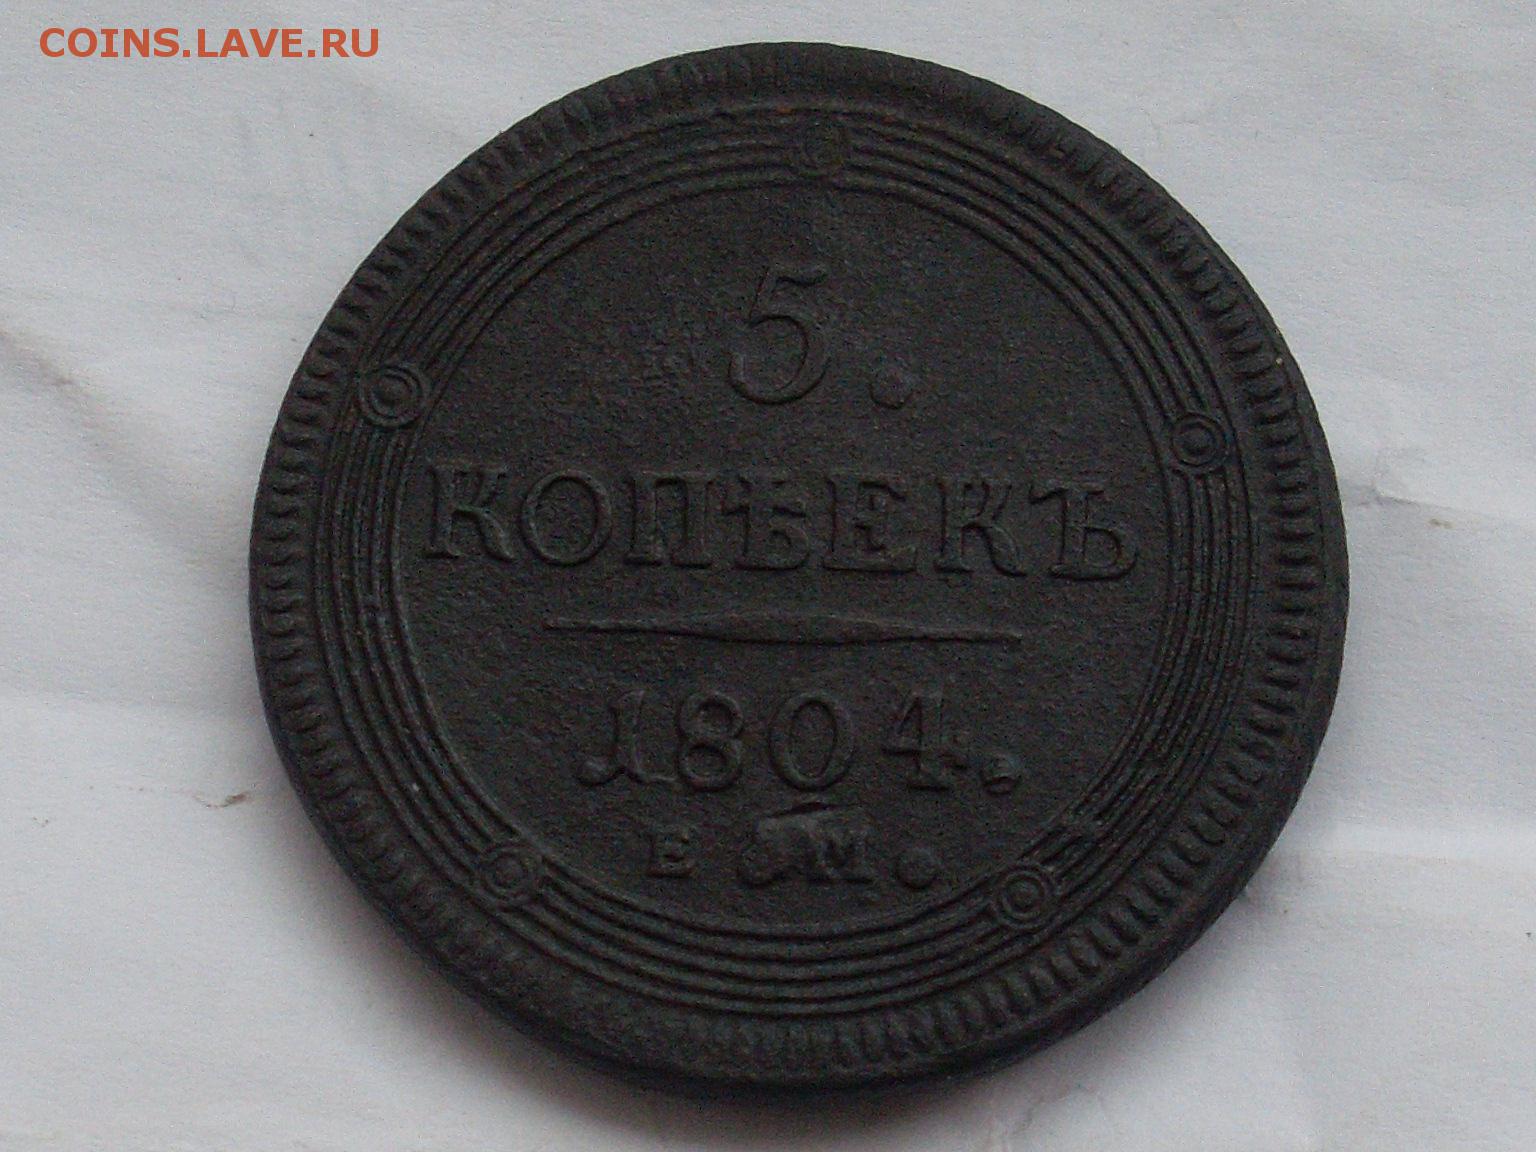 COINS.LAVE.RU
5.
КОПѢЕКЪ
1804.
Е М.